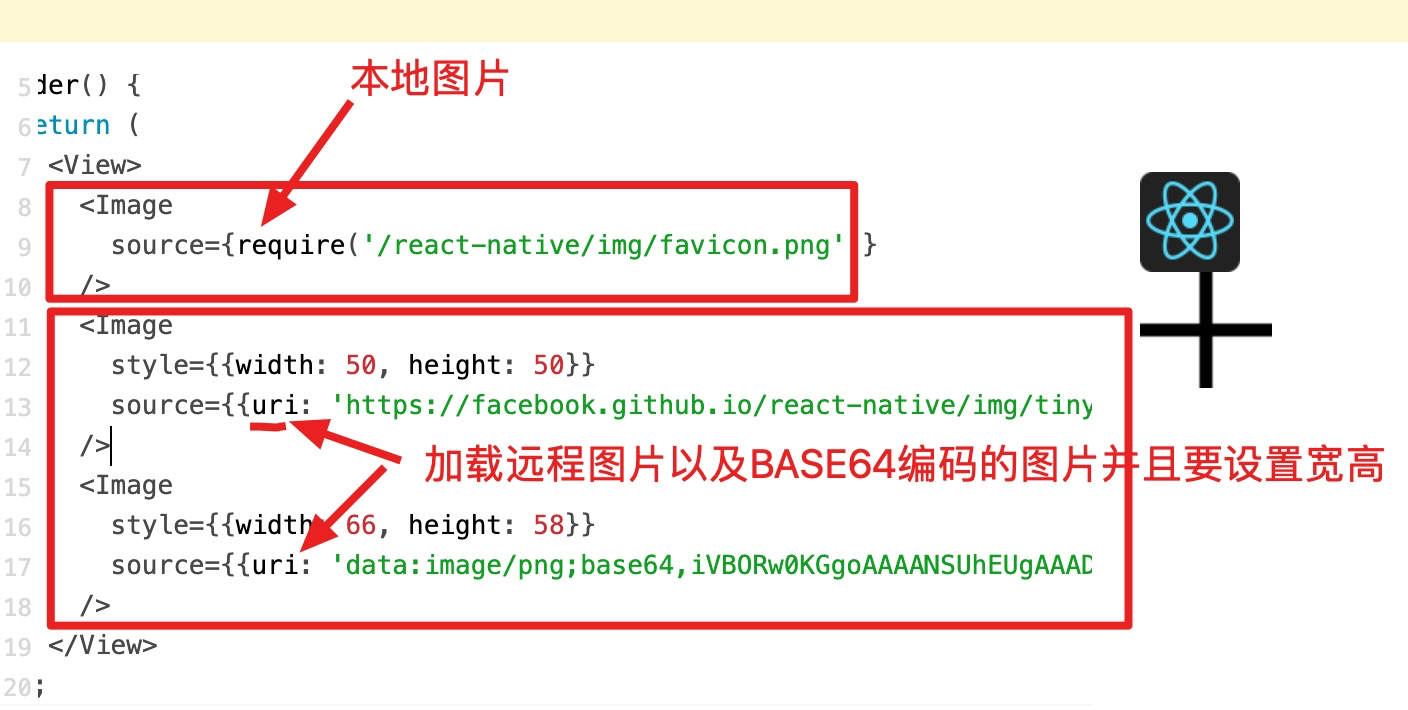 本地图片
5 der() {
6 eturn (
7 <View>
8 <Image
9 source={require('/react-native/img/favicon.png' }
10 />
11 <Image
12 style={{width: 50, height: 50}}
13 source={{uri: 'https://facebook.github.io/react-native/img/tiny
14 />
加载远程图片以及BASE64编码的图片并且要设置宽高
15 <Image
16 style={{width: 66, height: 58}}
17 source={{uri: 'data:image/png;base64,iVBORw0KGgoAAAANSUhEUgAAAD
18 />
19 </View>
20 ;